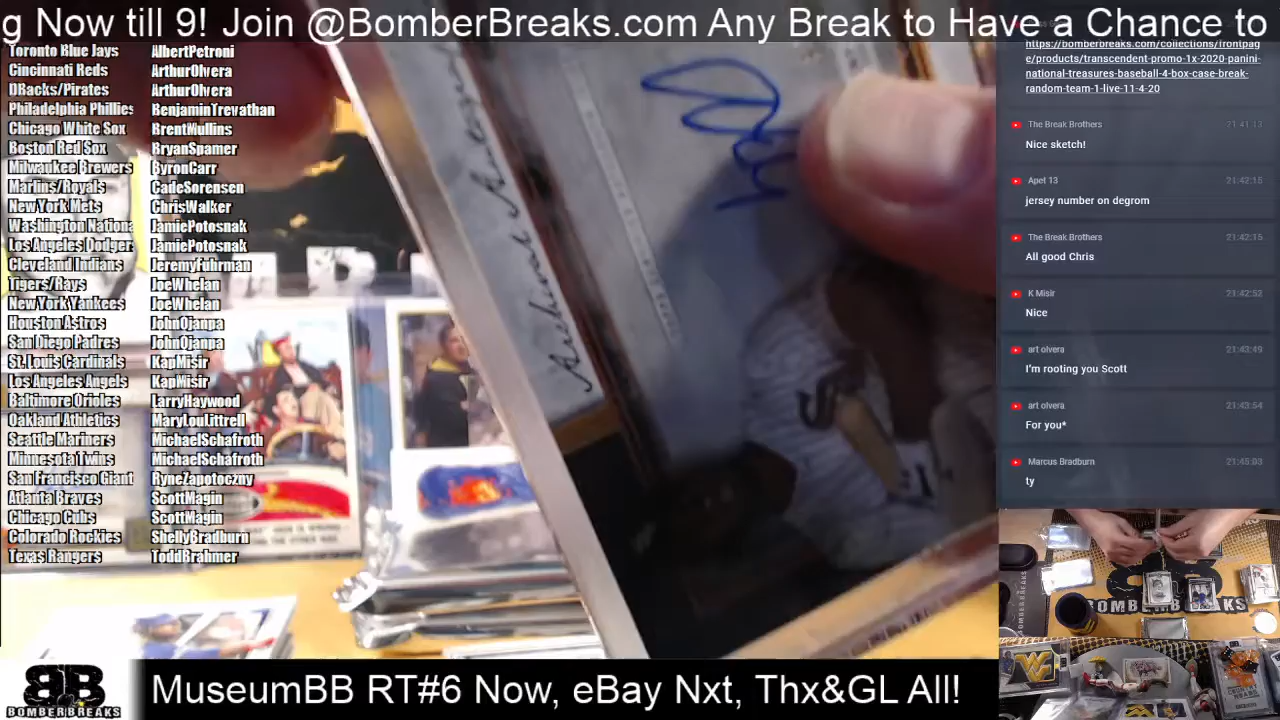 g Now till 9! Join @BomberBreaks.com Any Break to Have a Chance to
Toronto Blue Jays AlbertPetroni
Cincinnati Reds ArthurOlvera
DBacks/Pirates ArthurOlvera
Philadelphia Phillies BenjaminTrevathan
Chicago White Sox BrentMullins
Boston Red Sox BryanSpamer
Milwaukee Brewers ByronCarr
Marlins/Royals CadeSorensen
New York Mets ChrisWalker
Washington Nationa JamiePotosnak
Los Angeles Dodger JamiePotosnak
Cleveland Indians JeremyFuhrman
Tigers/Rays JoeWhelan
New York Yankees JoeWhelan
Houston Astros JohnOjanpa
San Diego Padres JohnOjanpa
St. Louis Cardinals KapMisir
Los Angeles Angels KapMisir
Baltimore Orioles LarryHaywood
Oakland Athletics MaryLouLittrell
Seattle Mariners MichaelSchafroth
Minnesota Twins MichaelSchafroth
San Francisco Giant RyneZapotoczny
Atlanta Braves ScottMagin
Chicago Cubs ScottMagin
Colorado Rockies ShellyBradburn
Texas Rangers ToddBrahmer
Archival Autograph
https://bomberbreaks.com/collections/frontpag
e/products/transcendent-promo-1x-2020-panini-
national-treasures-baseball-4-box-case-break-
random-team-1-live-11-4-20
The Break Brothers 21:41:13
Nice sketch!
Apet 13 21:42:15
jersey number on degrom
The Break Brothers 21:42:15
All good Chris
K Misir 21:42:52
Nice
art olvera 21:43:49
I'm rooting you Scott
art olvera 21:43:54
For you*
Marcus Bradburn 21:45:03
ty
BOMBERBREAKS
BB
BOMBERBREAKS
MuseumBB RT#6 Now, eBay Nxt, Thx&GL All!